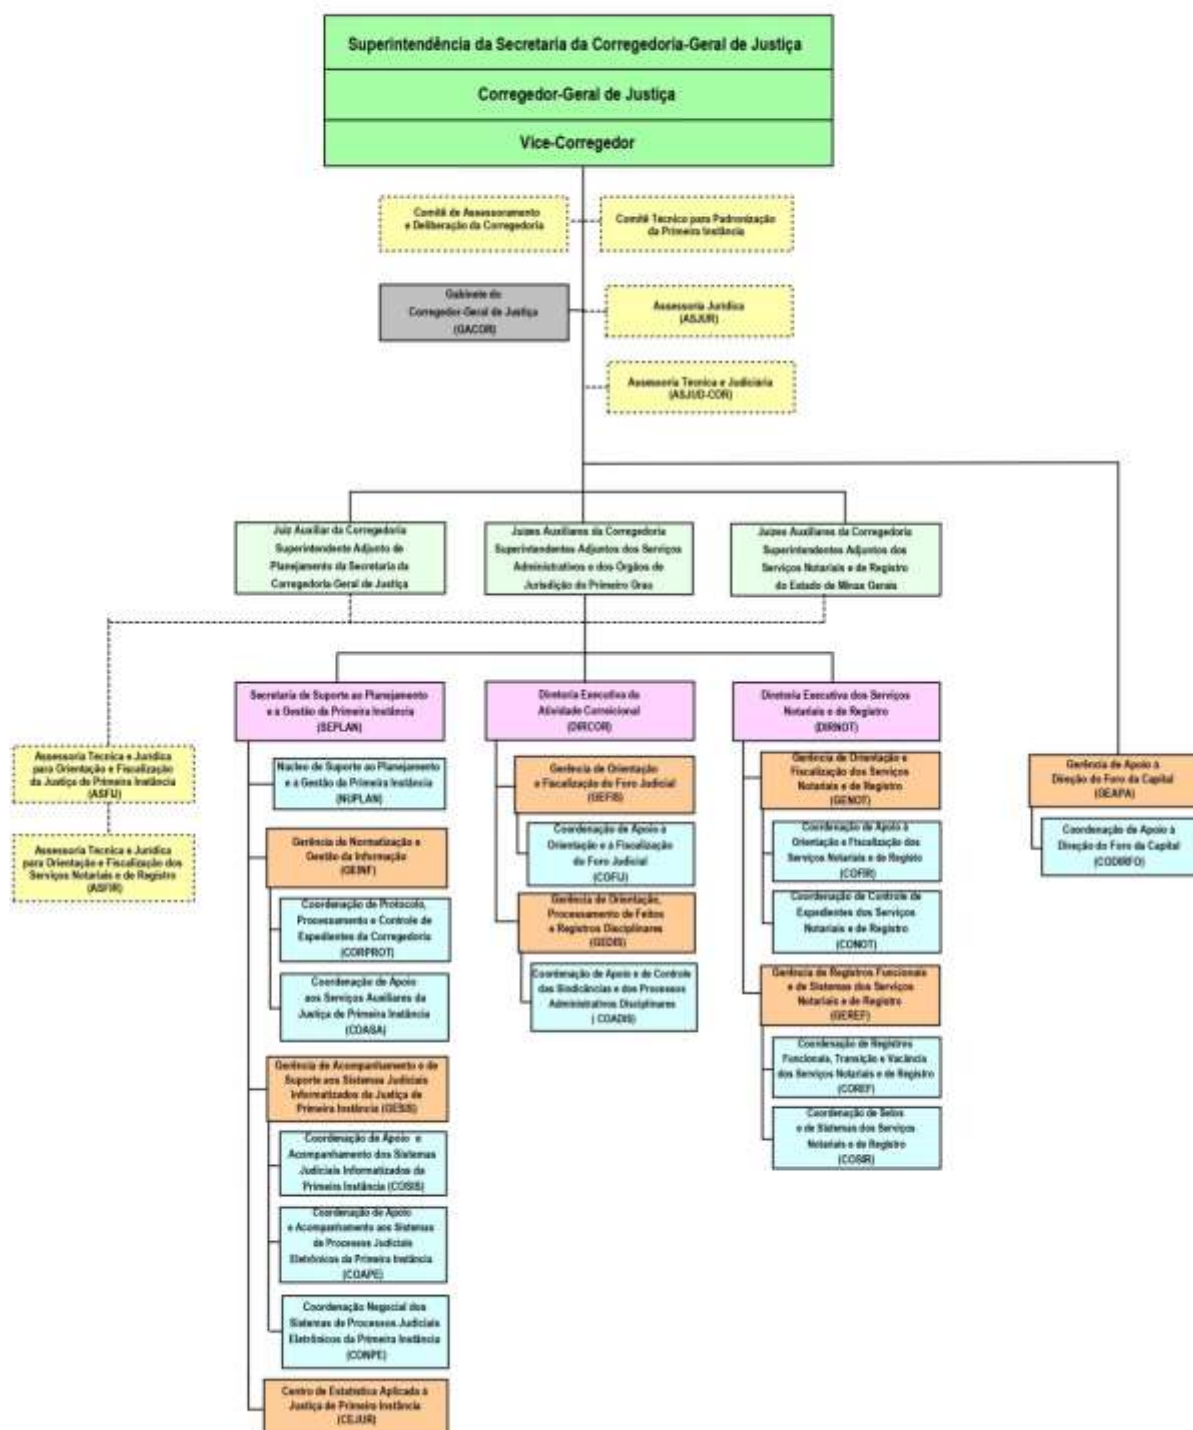 Superintendência da Secretaria da Corregedoria-Geral de Justiça
Corregedor-Geral de Justiça
Vice-Corregedor
Comitê de Assessoramento
e Deliberação da Corregedoria
Comitê Técnico para Padronização
da Primeira Instância
Gabinete do
Corregedor-Geral de Justiça
(GACOR)
Assessoria Jurídica
(ASJUR)
Assessoria Técnica e Judiciária
(ASJUD-COR)
Juiz Auxiliar da Corregedoria
Superintendente Adjunto de
Planejamento da Secretaria da
Corregedoria-Geral de Justiça
Juízes Auxiliares da Corregedoria
Superintendentes Adjuntos dos Serviços
Administrativos e dos Órgãos de
Jurisdição do Primeiro Grau
Juízes Auxiliares da Corregedoria
Superintendentes Adjuntos dos
Serviços Notariais e de Registro
do Estado de Minas Gerais
Secretaria de Suporte ao Planejamento
e a Gestão da Primeira Instância
(SEPLAN)
Diretoria Executiva da
Atividade Correicional
(DIRCOR)
Diretoria Executiva dos Serviços
Notariais e de Registro
(DIRNOT)
Assessoria Técnica e Jurídica
para Orientação e Fiscalização
da Justiça de Primeira Instância
(ASFIJ)
Assessoria Técnica e Jurídica
para Orientação e Fiscalização dos
Serviços Notariais e de Registro
(ASFIR)
Núcleo de Suporte ao Planejamento
e a Gestão da Primeira Instância
(NUPLAN)
Gerência de Normatização e
Gestão da Informação
(GEINF)
Coordenação de Protocolo,
Processamento e Controle de
Expedientes da Corregedoria
(CORPROT)
Coordenação de Apoio
aos Serviços Auxiliares da
Justiça de Primeira Instância
(COASA)
Gerência de Acompanhamento e de
Suporte aos Sistemas Judiciais
Informatizados da Justiça de
Primeira Instância (GESIS)
Coordenação de Apoio e
Acompanhamento dos Sistemas
Judiciais Informatizados da
Primeira Instância (COSIS)
Coordenação de Apoio
e Acompanhamento aos Sistemas
de Processos Judiciais
Eletrônicos da Primeira Instância
(COAPE)
Coordenação Negocial dos
Sistemas de Processos Judiciais
Eletrônicos da Primeira Instância
(CONPE)
Centro de Estatística Aplicada à
Justiça de Primeira Instância
(CEJUR)
Gerência de Orientação
e Fiscalização do Foro Judicial
(GEFIS)
Coordenação de Apoio à
Orientação e à Fiscalização
do Foro Judicial
(COFIJ)
Gerência de Orientação,
Processamento de Feitos
e Registros Disciplinares
(GEDIS)
Coordenação de Apoio e de Controle
das Sindicâncias e dos Processos
Administrativos Disciplinares
( COADIS)
Gerência de Orientação e
Fiscalização dos Serviços
Notariais e de Registro
(GENOT)
Coordenação de Apoio à
Orientação e Fiscalização dos
Serviços Notariais e de Registo
(COFIR)
Coordenação de Controle de
Expedientes dos Serviços
Notariais e de Registro
(CONOT)
Gerência de Registros Funcionais
e de Sistemas dos Serviços
Notariais e de Registro
(GEREF)
Coordenação de Registros
Funcionais, Transição e Vacância
dos Serviços Notariais e de Registro
(COREF)
Coordenação de Selos
e de Sistemas dos Serviços
Notariais e de Registro
(COSIR)
Gerência de Apoio à
Direção do Foro da Capital
(GEAPA)
Coordenação de Apoio à
Direção do Foro da Capital
(CODIRFO)